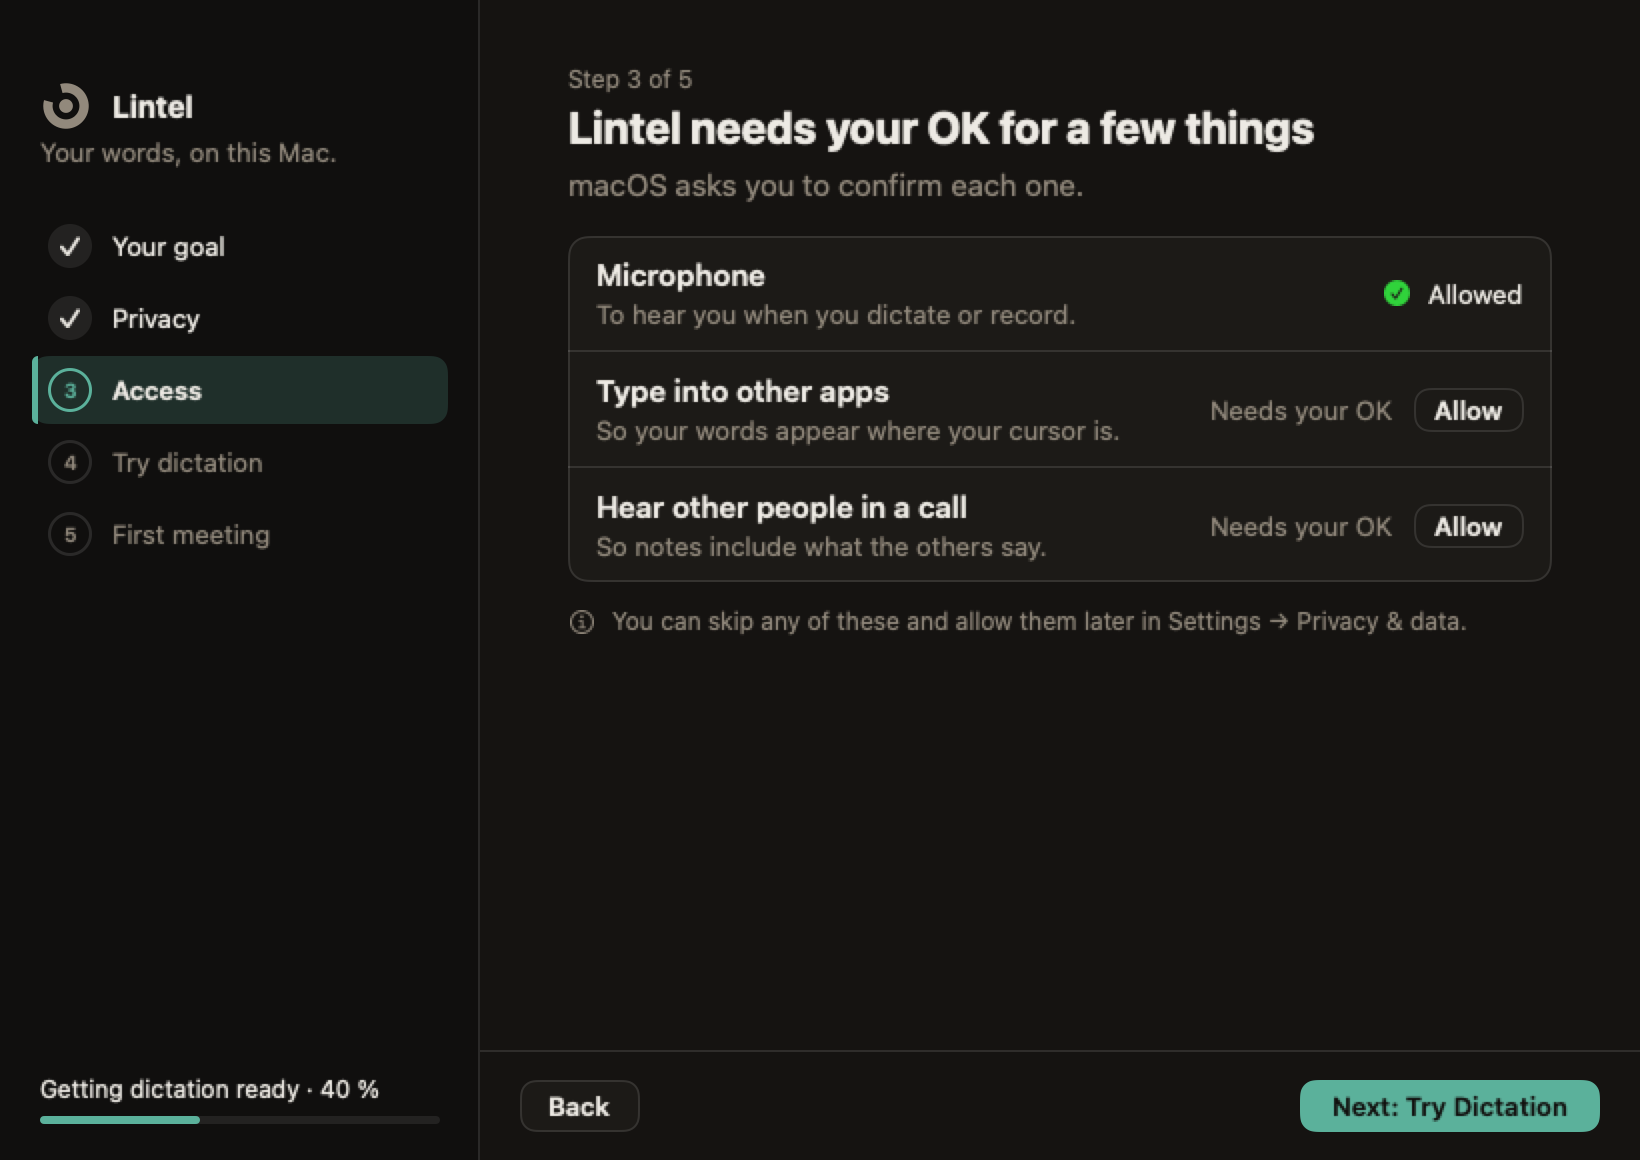 Lintel
Your words, on this Mac.
Your goal
Privacy
3 Access
4 Try dictation
5 First meeting
Getting dictation ready · 40 %
Step 3 of 5
Lintel needs your OK for a few things
macOS asks you to confirm each one.
Microphone
To hear you when you dictate or record.
Allowed
Type into other apps
So your words appear where your cursor is.
Needs your OK Allow
Hear other people in a call
So notes include what the others say.
Needs your OK Allow
You can skip any of these and allow them later in Settings → Privacy & data.
Back
Next: Try Dictation